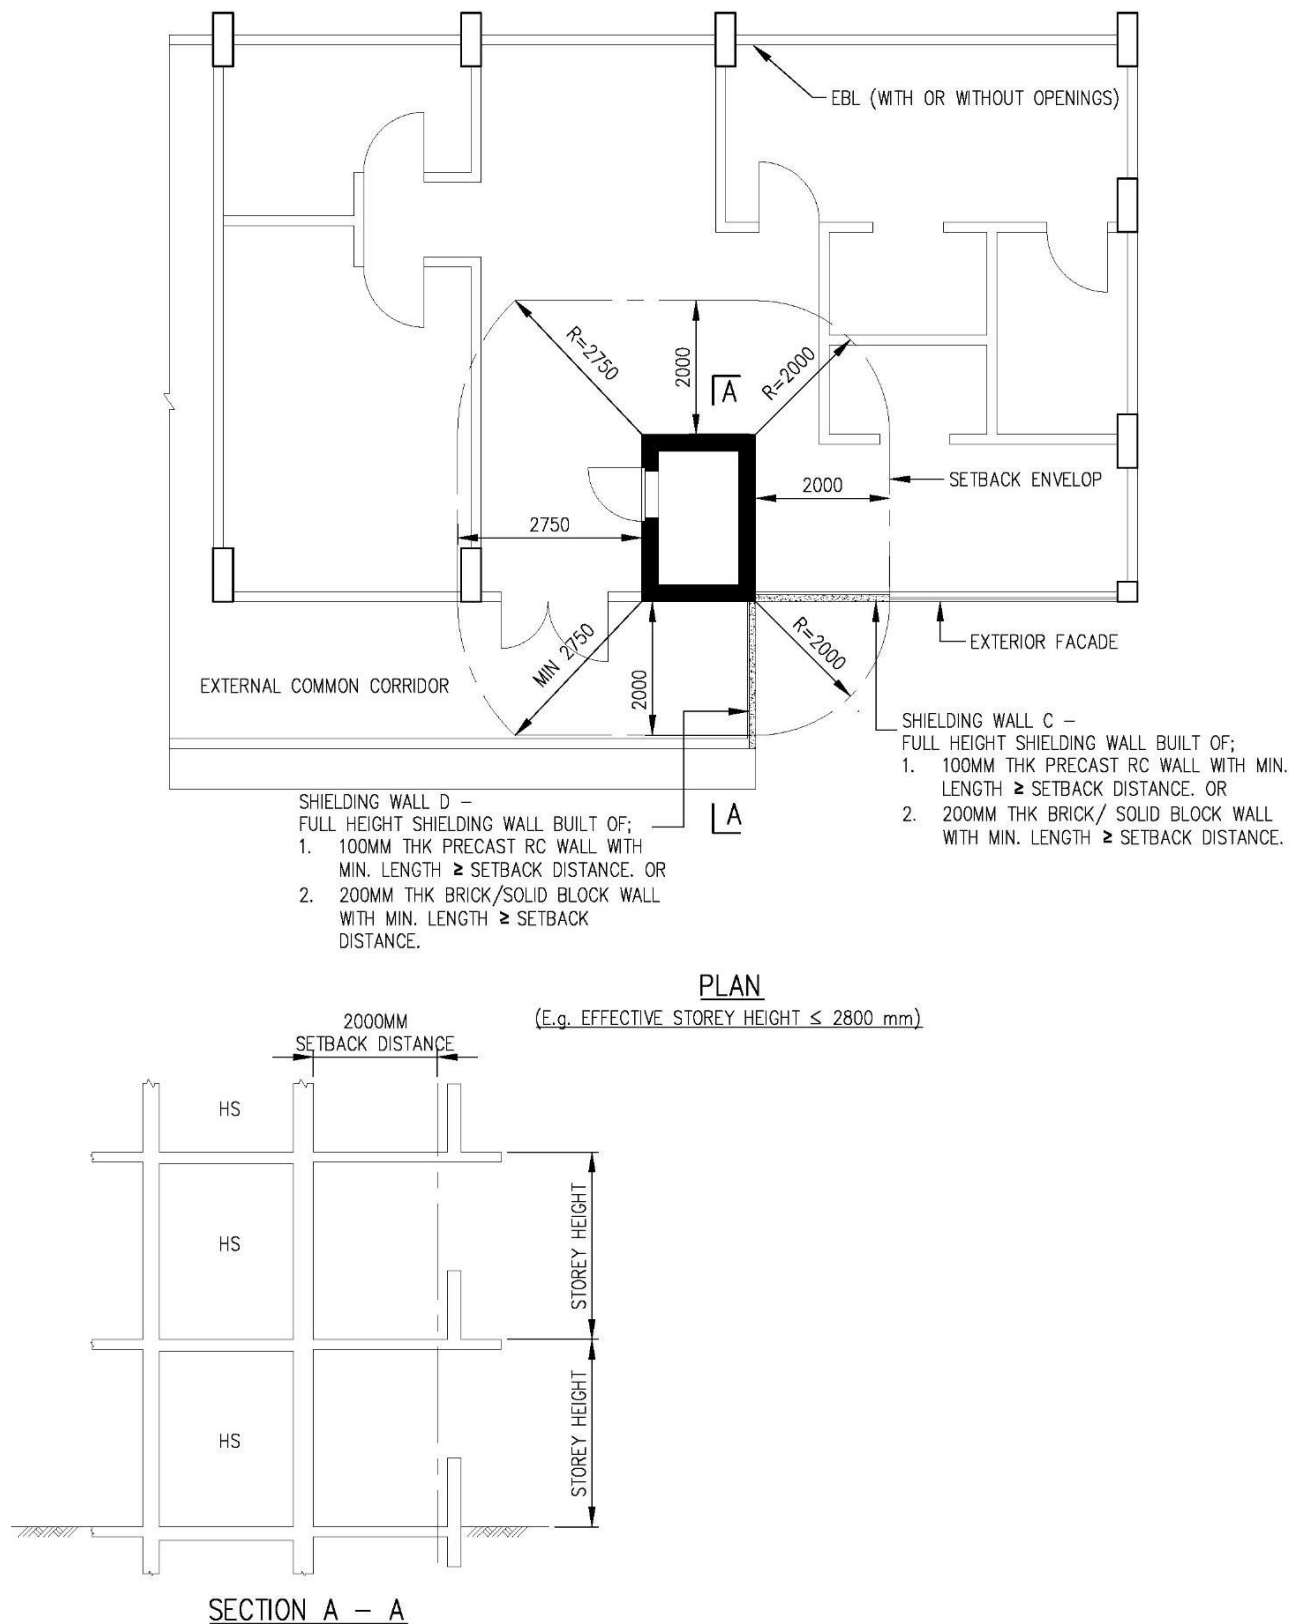 EBL (WITH OR WITHOUT OPENINGS)
R=2750
2000
A
R=2000
SETBACK ENVELOP
2000
2750
EXTERIOR FACADE
R=2000
MIN 2750
2000
EXTERNAL COMMON CORRIDOR
SHIELDING WALL C –
FULL HEIGHT SHIELDING WALL BUILT OF;
1. 100MM THK PRECAST RC WALL WITH MIN.
LENGTH ≥ SETBACK DISTANCE. OR
2. 200MM THK BRICK/ SOLID BLOCK WALL
WITH MIN. LENGTH ≥ SETBACK DISTANCE.
SHIELDING WALL D –
FULL HEIGHT SHIELDING WALL BUILT OF;
1. 100MM THK PRECAST RC WALL WITH
MIN. LENGTH ≥ SETBACK DISTANCE. OR
2. 200MM THK BRICK/SOLID BLOCK WALL
WITH MIN. LENGTH ≥ SETBACK
DISTANCE.
A
PLAN
(E.g. EFFECTIVE STOREY HEIGHT ≤ 2800 mm)
2000MM
SETBACK DISTANCE
HS
HS
HS
STOREY HEIGHT
STOREY HEIGHT
SECTION A – A